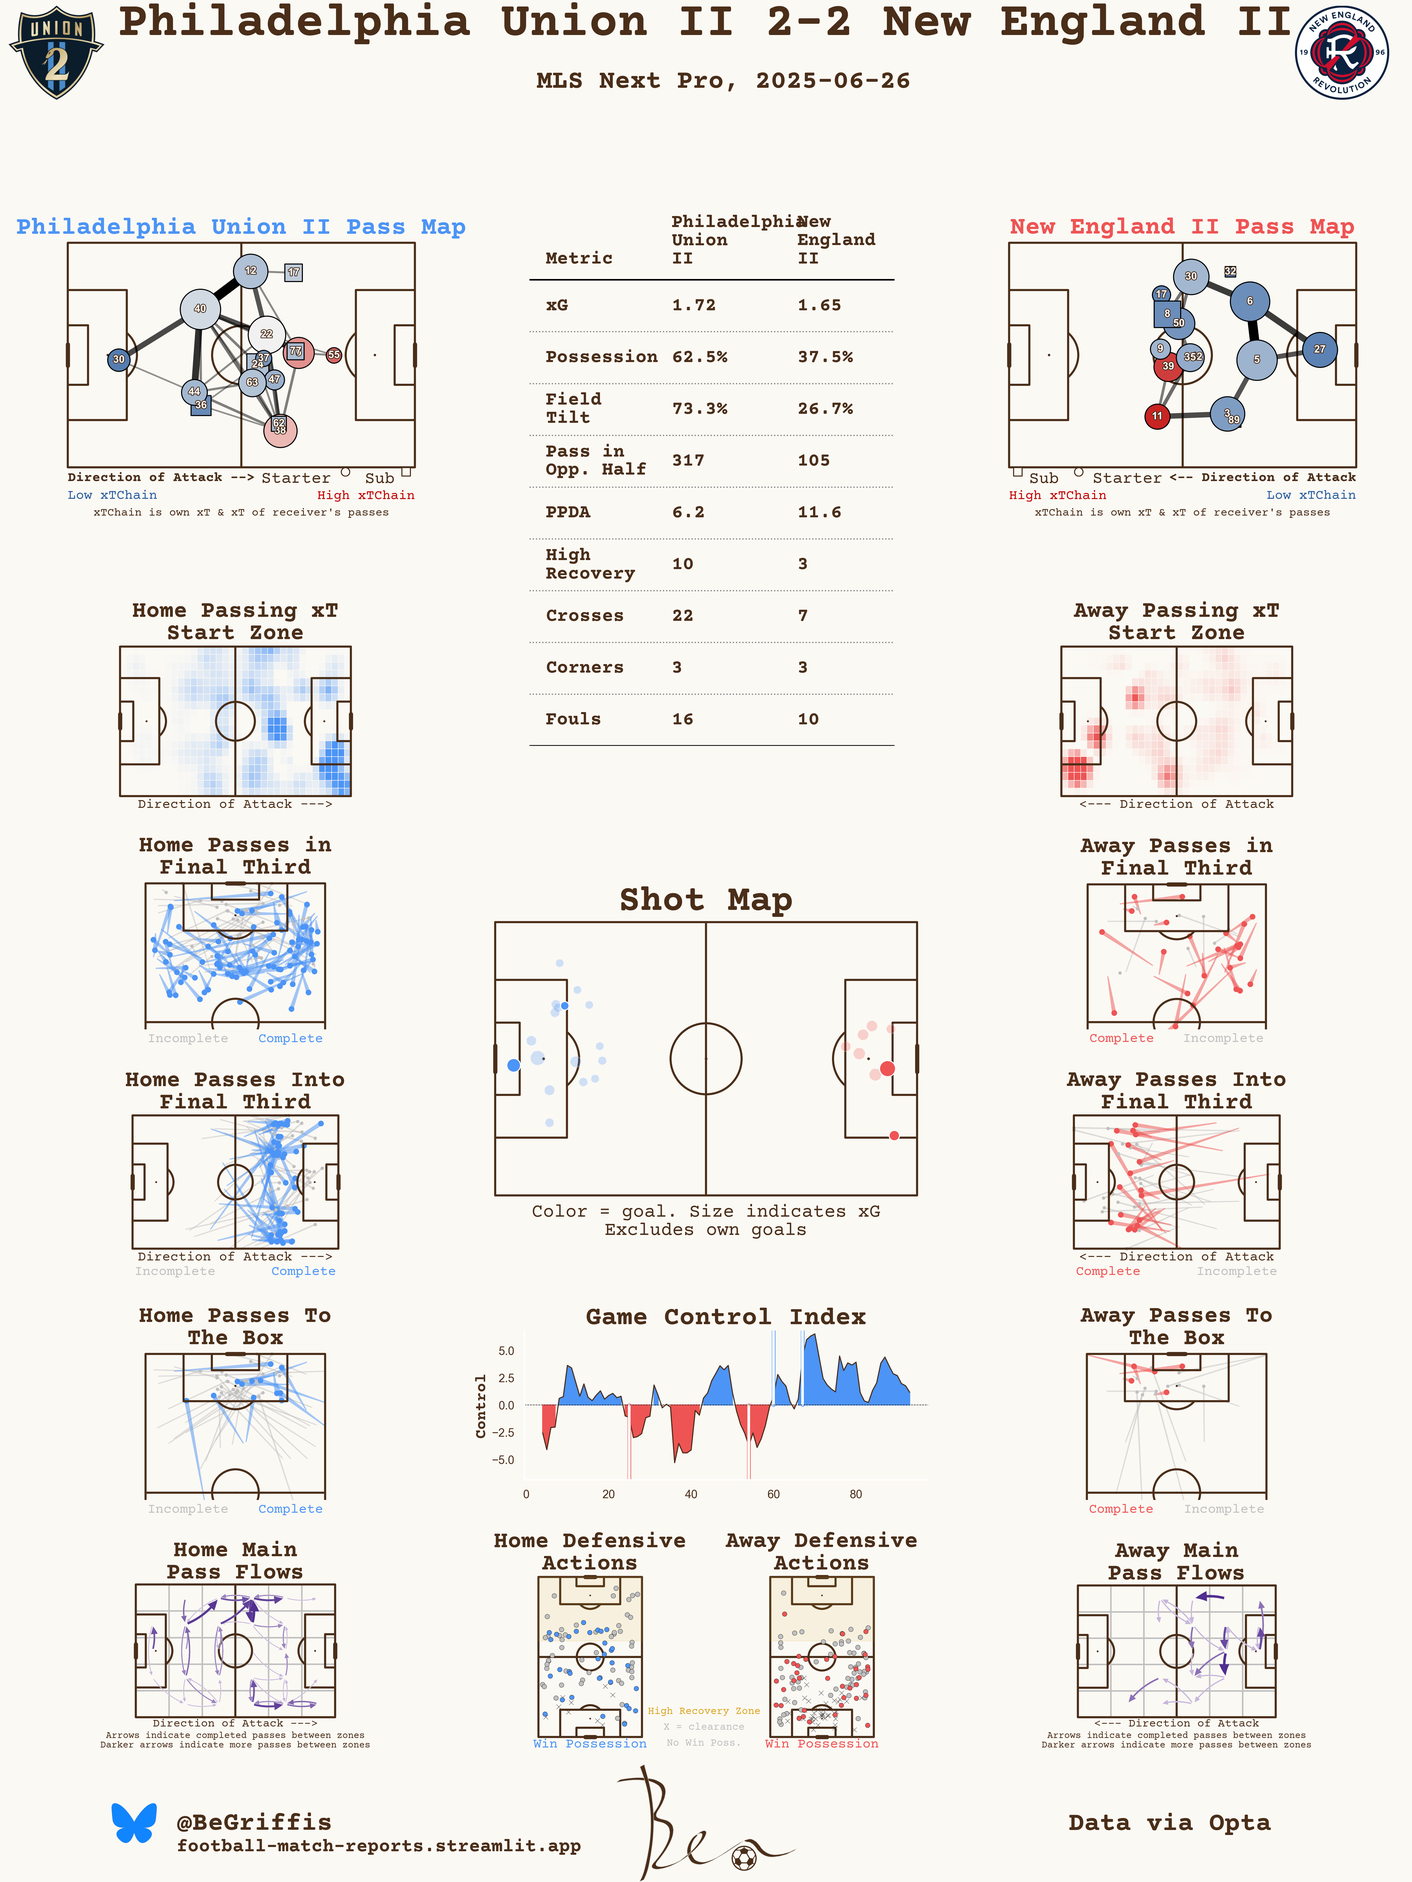 Philadelphia Union II 2-2 New England II
MLS Next Pro, 2025-06-26
UNION
2
NEW ENGLAND
19 96
REVOLUTION
Philadelphia Union II Pass Map
12
17
40
22
30
37
24
77
55
63
47
44
36
62
38
Direction of Attack --> Starter Sub
Low xTChain High xTChain
xTChain is own xT & xT of receiver's passes
Metric Philadelphia Union II New England II
xG 1.72 1.65
Possession 62.5% 37.5%
Field Tilt 73.3% 26.7%
Pass in Opp. Half 317 105
PPDA 6.2 11.6
High Recovery 10 3
Crosses 22 7
Corners 3 3
Fouls 16 10
New England II Pass Map
30
32
17
6
8
50
9
27
5
39
11
3
89
Sub Starter <-- Direction of Attack
High xTChain Low xTChain
xTChain is own xT & xT of receiver's passes
Home Passing xT
Start Zone
Direction of Attack --->
Away Passing xT
Start Zone
<--- Direction of Attack
Home Passes in
Final Third
Incomplete Complete
Away Passes in
Final Third
Complete Incomplete
Shot Map
Color = goal. Size indicates xG
Excludes own goals
Home Passes Into
Final Third
Direction of Attack --->
Incomplete Complete
Away Passes Into
Final Third
<--- Direction of Attack
Complete Incomplete
Home Passes To
The Box
Incomplete Complete
Game Control Index
Control
5.0
2.5
0.0
−2.5
−5.0
0 20 40 60 80
Away Passes To
The Box
Complete Incomplete
Home Main
Pass Flows
Direction of Attack --->
Arrows indicate completed passes between zones
Darker arrows indicate more passes between zones
Home Defensive
Actions
Win Possession
High Recovery Zone
X = clearance
No Win Poss.
Away Defensive
Actions
Win Possession
Away Main
Pass Flows
<--- Direction of Attack
Arrows indicate completed passes between zones
Darker arrows indicate more passes between zones
@BeGriffis
football-match-reports.streamlit.app
Ben
Data via Opta